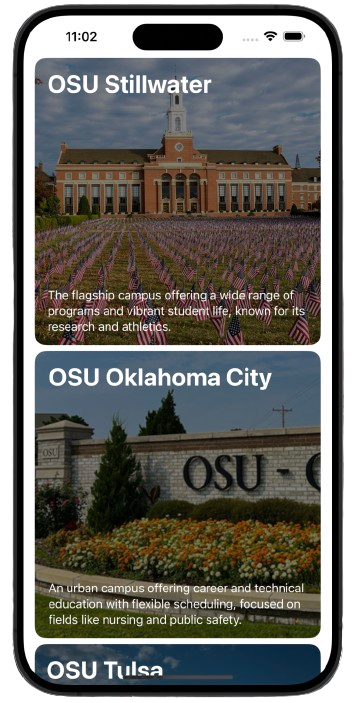 11:02
OSU Stillwater
The flagship campus offering a wide range of
programs and vibrant student life, known for its
research and athletics.
OSU Oklahoma City
OSU
OSU -
An urban campus offering career and technical
education with flexible scheduling, focused on
fields like nursing and public safety.
OSU Tulsa